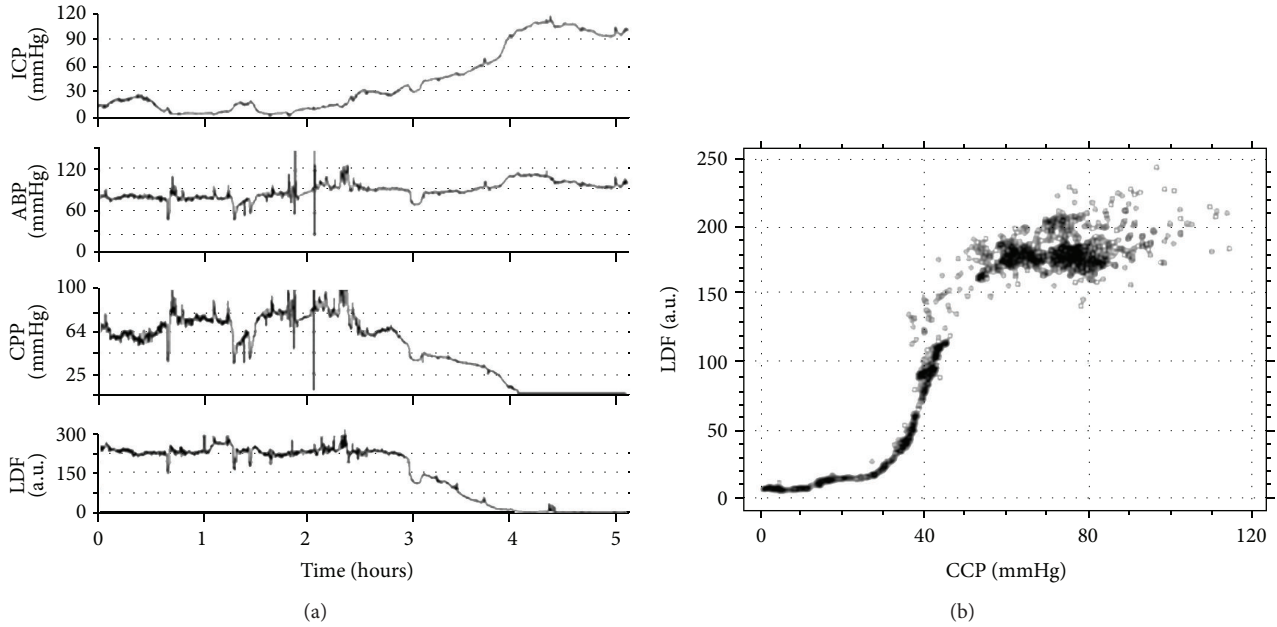 120
90
60
30
0
ICP
(mmHg)
120
60
0
ABP
(mmHg)
100
64
25
CPP
(mmHg)
300
150
0
LDF
(a.u.)
0 1 2 3 4 5
Time (hours)
(a)
250
200
150
100
50
0
LDF (a.u.)
0 40 80 120
CCP (mmHg)
(b)